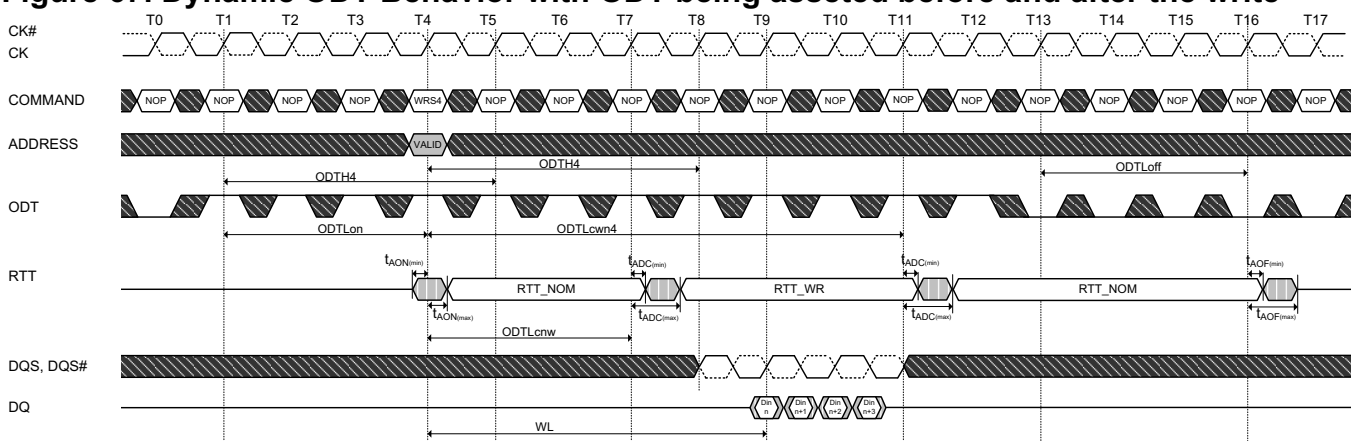 Figure Dynamic ODT Behavior with ODT being asseted before and after the write
T0 T1 T2 T3 T4 T5 T6 T7 T8 T9 T10 T11 T12 T13 T14 T15 T16 T17
CK#
CK
COMMAND NOP NOP NOP NOP WRS4 NOP NOP NOP NOP NOP NOP NOP NOP NOP NOP NOP NOP NOP
ADDRESS VALID
ODTH4 ODTLoff
ODTH4
ODT
ODTLon ODTLcwn4
tAON(min) tADC(min) tADC(min) tAOF(min)
RTT RTT_NOM RTT_WR RTT_NOM
tAON(max) tADC(max) tADC(max) tAOF(max)
ODTLcnw
DQS, DQS#
DQ Din n Din n+1 Din n+2 Din n+3
WL